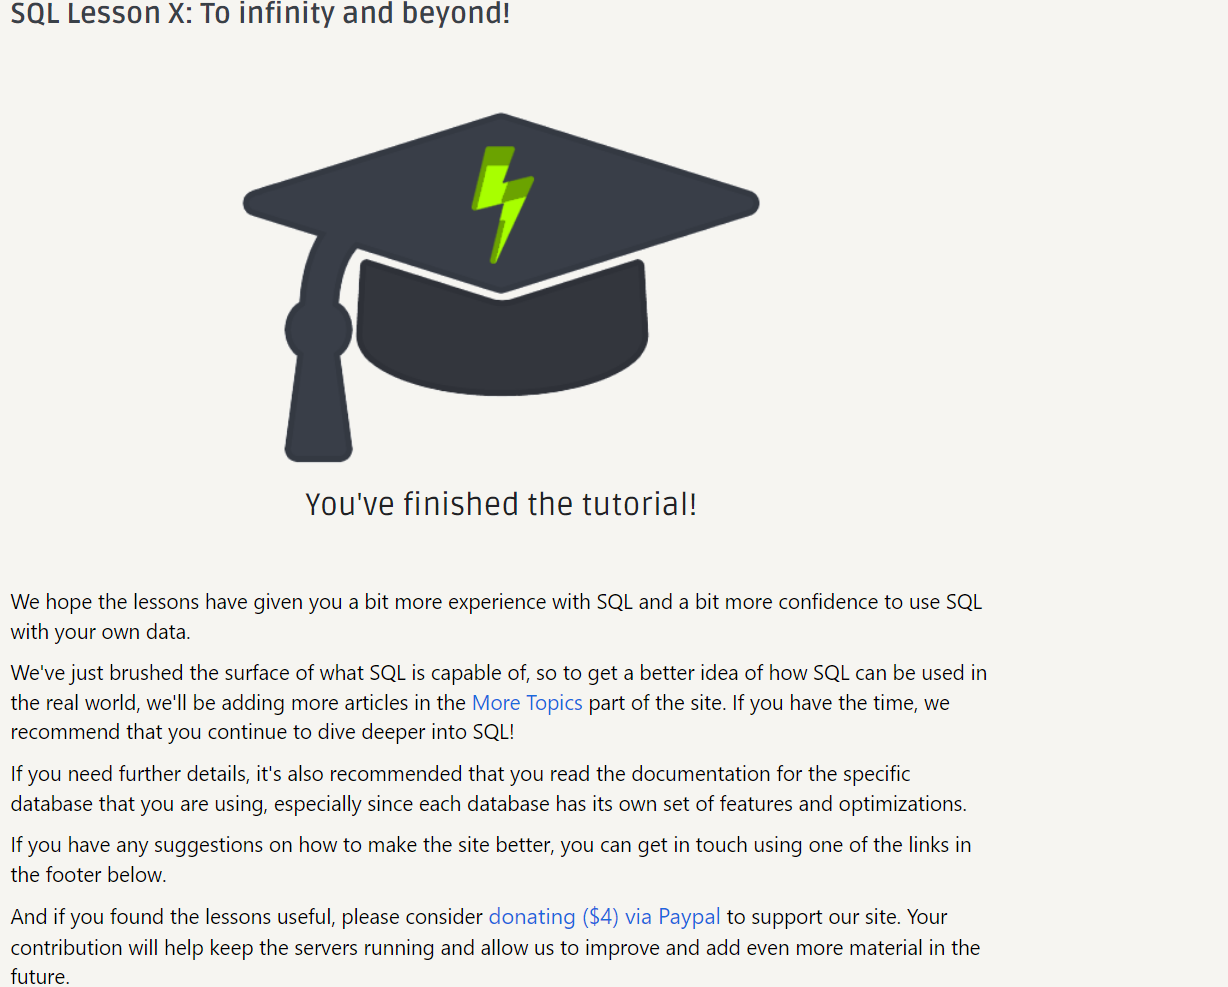 SQL Lesson X: To infinity and beyond!
You've finished the tutorial!
We hope the lessons have given you a bit more experience with SQL and a bit more confidence to use SQL
with your own data.
We've just brushed the surface of what SQL is capable of, so to get a better idea of how SQL can be used in
the real world, we'll be adding more articles in the More Topics part of the site. If you have the time, we
recommend that you continue to dive deeper into SQL!
If you need further details, it's also recommended that you read the documentation for the specific
database that you are using, especially since each database has its own set of features and optimizations.
If you have any suggestions on how to make the site better, you can get in touch using one of the links in
the footer below.
And if you found the lessons useful, please consider donating ($4) via Paypal to support our site. Your
contribution will help keep the servers running and allow us to improve and add even more material in the
future.